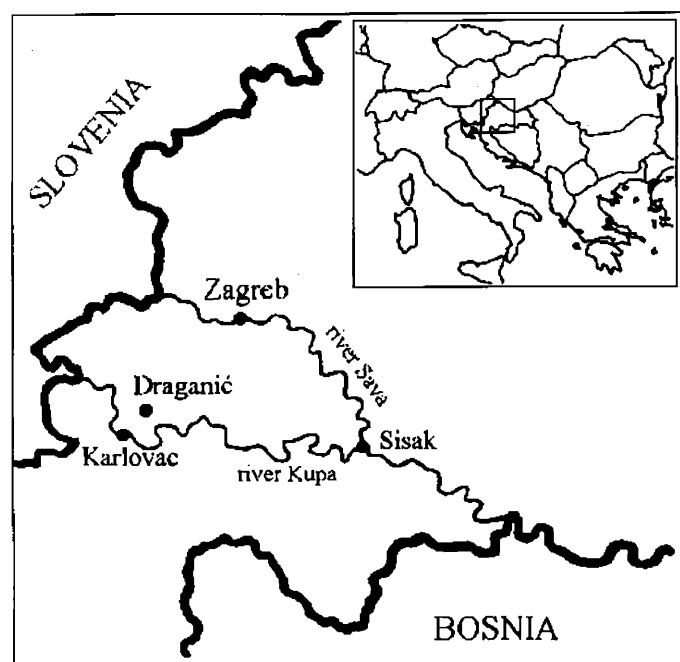 SLOVENIA
Zagreb
river Sava
Draganić
Karlovac
Sisak
river Kupa
BOSNIA